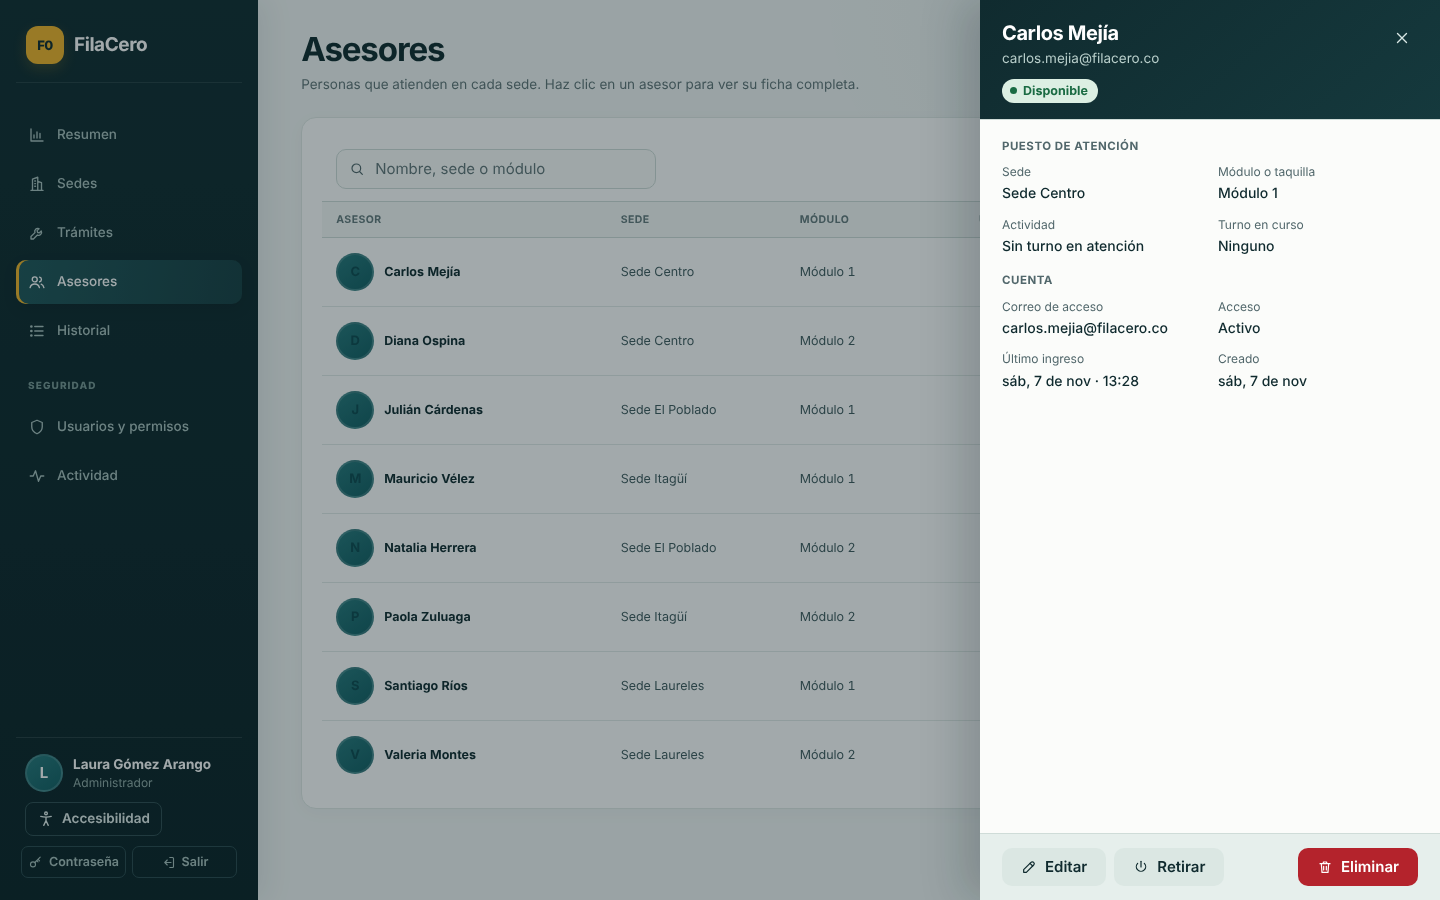 F0 FilaCero
Resumen
Sedes
Trámites
Asesores
Historial
SEGURIDAD
Usuarios y permisos
Actividad
L Laura Gómez Arango
Administrador
Accesibilidad
Contraseña Salir
Asesores
Personas que atienden en cada sede. Haz clic en un asesor para ver su ficha completa.
Nombre, sede o módulo
ASESOR SEDE MÓDULO
C Carlos Mejía Sede Centro Módulo 1
D Diana Ospina Sede Centro Módulo 2
J Julián Cárdenas Sede El Poblado Módulo 1
M Mauricio Vélez Sede Itagüí Módulo 1
N Natalia Herrera Sede El Poblado Módulo 2
P Paola Zuluaga Sede Itagüí Módulo 2
S Santiago Ríos Sede Laureles Módulo 1
V Valeria Montes Sede Laureles Módulo 2
Carlos Mejía
carlos.mejia@filacero.co
Disponible
PUESTO DE ATENCIÓN
Sede Módulo o taquilla
Sede Centro Módulo 1
Actividad Turno en curso
Sin turno en atención Ninguno
CUENTA
Correo de acceso Acceso
carlos.mejia@filacero.co Activo
Último ingreso Creado
sáb, 7 de nov · 13:28 sáb, 7 de nov
Editar Retirar Eliminar